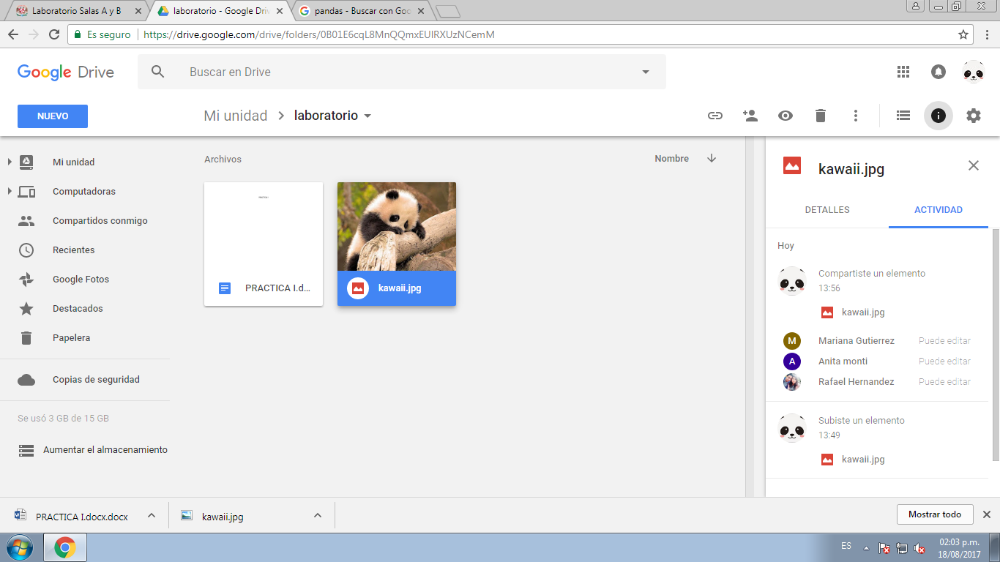 Laboratorio Salas A y B
laboratorio - Google Driv
pandas - Buscar con Goo
Es seguro
https://drive.google.com/drive/folders/0B01E6cqL8MnQQmxEUlRXUzNCemM
Google Drive
Buscar en Drive
NUEVO
Mi unidad
laboratorio
Mi unidad
Computadoras
Compartidos conmigo
Recientes
Google Fotos
Destacados
Papelera
Copias de seguridad
Se usó 3 GB de 15 GB
Aumentar el almacenamiento
Archivos
Nombre
PRACTICA I
PRACTICA I.d...
kawaii.jpg
kawaii.jpg
DETALLES
ACTIVIDAD
Hoy
Compartiste un elemento
13:56
kawaii.jpg
M Mariana Gutierrez Puede editar
A Anita monti Puede editar
Rafael Hernandez Puede editar
Subiste un elemento
13:49
kawaii.jpg
PRACTICA I.docx.docx
kawaii.jpg
Mostrar todo
ES
02:03 p.m.
18/08/2017